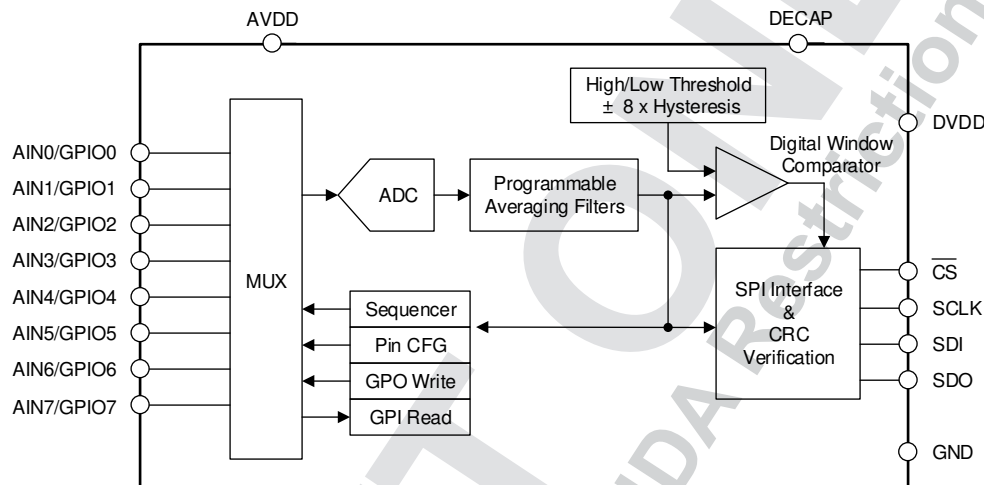 AVDD
DECAP
High/Low Threshold
± 8 x Hysteresis
DVDD
Digital Window
Comparator
AIN0/GPIO0
AIN1/GPIO1
AIN2/GPIO2
AIN3/GPIO3
AIN4/GPIO4
AIN5/GPIO5
AIN6/GPIO6
AIN7/GPIO7
MUX
ADC
Programmable
Averaging Filters
Sequencer
Pin CFG
GPO Write
GPI Read
SPI Interface
&
CRC
Verification
CS
SCLK
SDI
SDO
GND
NDA Restriction